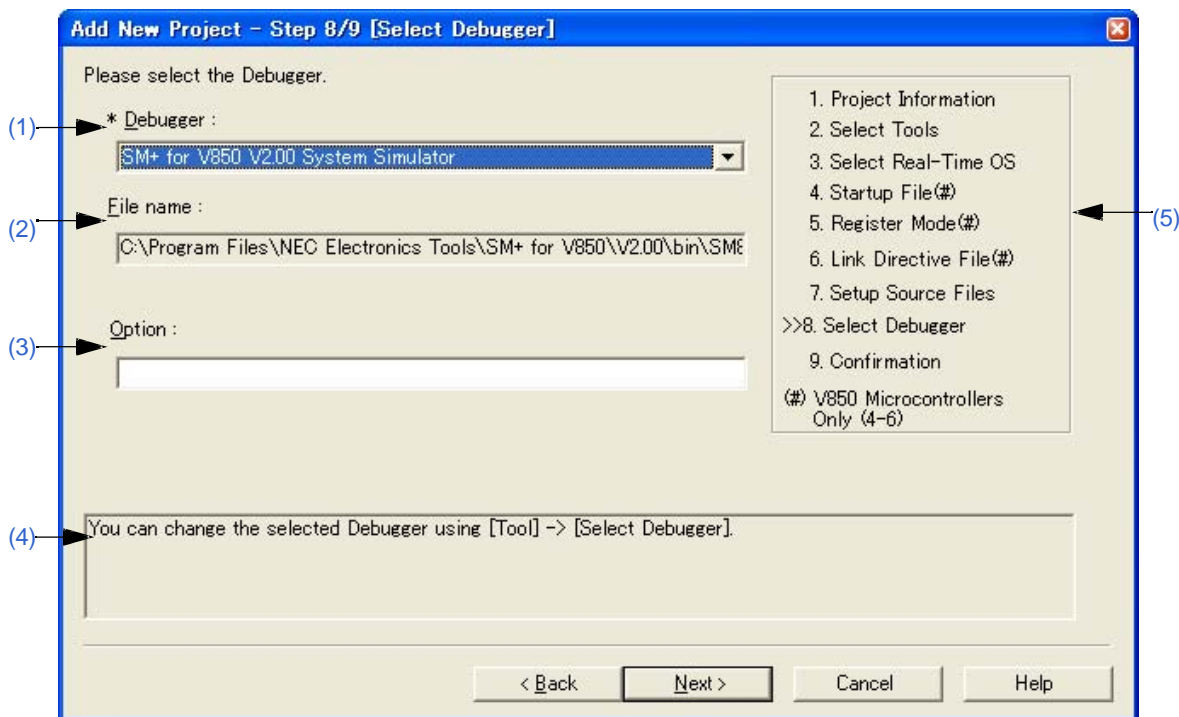 Add New Project - Step 8/9 [Select Debugger]
Please select the Debugger.
(1)
* Debugger :
SM+ for V850 V2.00 System Simulator
(2)
File name :
C:\Program Files\NEC Electronics Tools\SM+ for V850\V2.00\bin\SM8
(3)
Option :
(4)
You can change the selected Debugger using [Tool] -> [Select Debugger].
1. Project Information
2. Select Tools
3. Select Real-Time OS
4. Startup File(#)
5. Register Mode(#)
6. Link Directive File(#)
7. Setup Source Files
>>8. Select Debugger
9. Confirmation
(#) V850 Microcontrollers
Only (4-6)
(5)
< Back
Next >
Cancel
Help